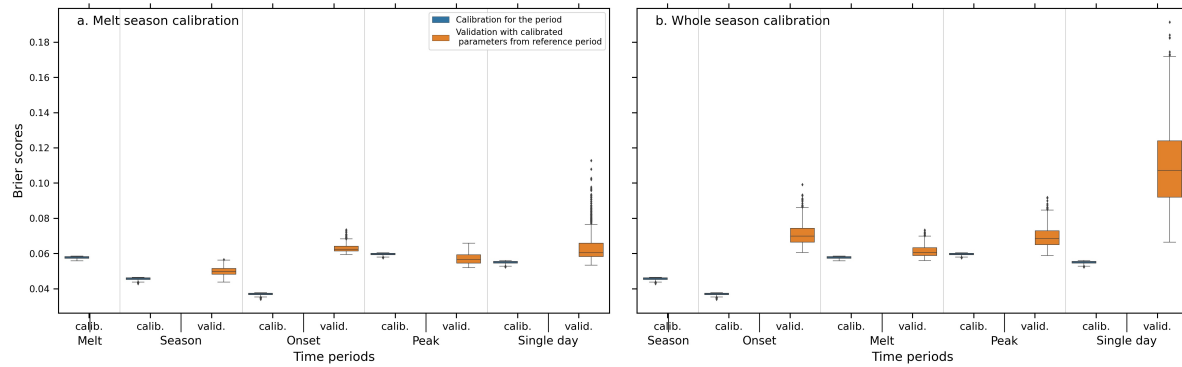 a. Melt season calibration
Calibration for the period
Validation with calibrated
parameters from reference period
b. Whole season calibration
Brier scores
0.18
0.16
0.14
0.12
0.10
0.08
0.06
0.04
calib. calib. valid. calib. valid. calib. valid. calib. valid.
Melt Season Onset Peak Single day
Time periods
calib. calib. valid. calib. valid. calib. valid. calib. valid.
Season Onset Melt Peak Single day
Time periods